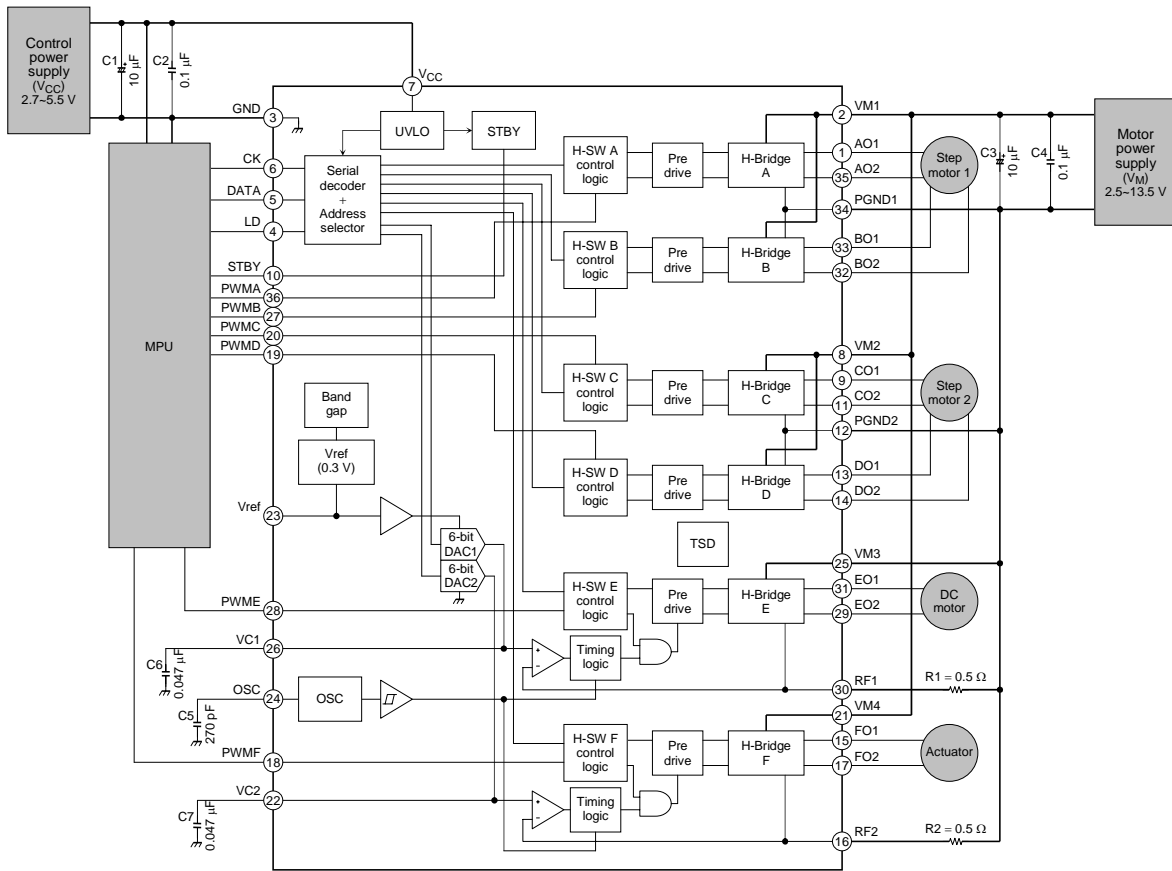 Control
power
supply
(VCC)
2.7~5.5 V
C1
10 µF
C2
0.1 µF
VCC
7
GND
3
UVLO
STBY
CK
6
DATA
5
LD
4
Serial
decoder
+
Address
selector
STBY
10
PWMA
36
PWMB
27
PWMC
20
PWMD
19
MPU
Band
gap
Vref
(0.3 V)
Vref
23
6-bit
DAC1
6-bit
DAC2
TSD
PWME
28
VC1
26
C6
0.047 µF
OSC
24
C5
270 pF
OSC
PWMF
18
VC2
22
C7
0.047 µF
H-SW A
control
logic
Pre
drive
H-Bridge
A
H-SW B
control
logic
Pre
drive
H-Bridge
B
H-SW C
control
logic
Pre
drive
H-Bridge
C
H-SW D
control
logic
Pre
drive
H-Bridge
D
H-SW E
control
logic
Pre
drive
H-Bridge
E
+
−
Timing
logic
H-SW F
control
logic
Pre
drive
H-Bridge
F
+
−
Timing
logic
2
VM1
1
AO1
35
AO2
34
PGND1
33
BO1
32
BO2
Step
motor 1
C3
+
10 µF
C4
0.1 µF
Motor
power
supply
(VM)
2.5~13.5 V
8
VM2
9
CO1
11
CO2
12
PGND2
13
DO1
14
DO2
Step
motor 2
25
VM3
31
EO1
29
EO2
DC
motor
30
RF1
R1 = 0.5 Ω
21
VM4
15
FO1
17
FO2
Actuator
16
RF2
R2 = 0.5 Ω